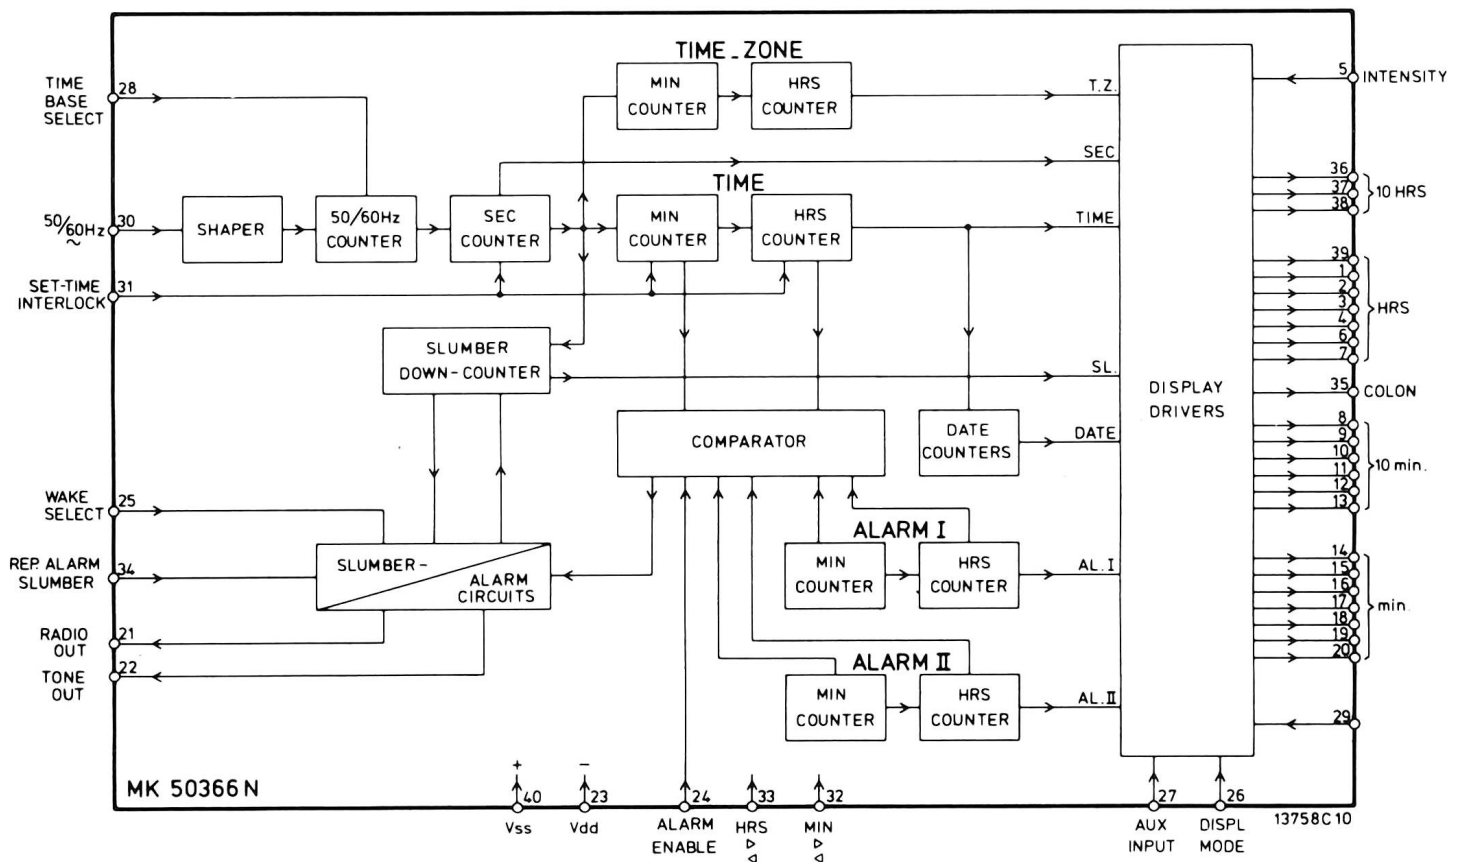 TIME_ZONE
TIME
BASE
SELECT
28
MIN
COUNTER
HRS
COUNTER
T.Z.
5
INTENSITY
SEC
TIME
36
37
38
10 HRS
50/60Hz
~
30
SHAPER
50/60Hz
COUNTER
SEC
COUNTER
MIN
COUNTER
HRS
COUNTER
TIME
SET-TIME
INTERLOCK
31
39
1
2
3
4
6
7
HRS
SLUMBER
DOWN-COUNTER
SL.
DISPLAY
DRIVERS
35
COLON
COMPARATOR
DATE
COUNTERS
DATE
8
9
10
11
12
13
10 min.
WAKE
SELECT
25
ALARM I
REP. ALARM
SLUMBER
34
SLUMBER-
ALARM
CIRCUITS
MIN
COUNTER
HRS
COUNTER
AL.I
14
15
16
17
18
19
20
min.
RADIO
OUT
21
TONE
OUT
22
ALARM II
MIN
COUNTER
HRS
COUNTER
AL.II
29
MK 50366N
+
40
Vss
−
23
Vdd
24
ALARM
ENABLE
33
HRS
▷
◁
32
MIN
▷
◁
27
AUX
INPUT
26
DISPL
MODE
13758C10